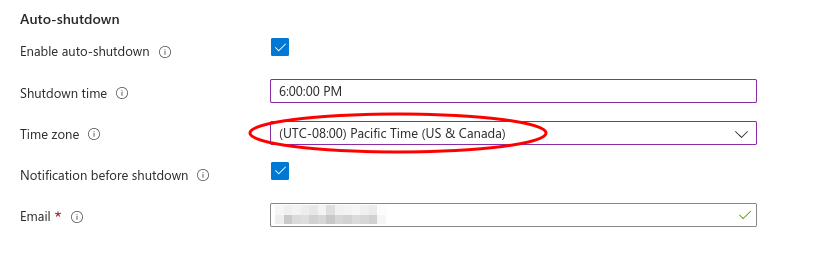 Auto-shutdown
Enable auto-shutdown
Shutdown time 6:00:00 PM
Time zone (UTC-08:00) Pacific Time (US & Canada)
Notification before shutdown
Email *